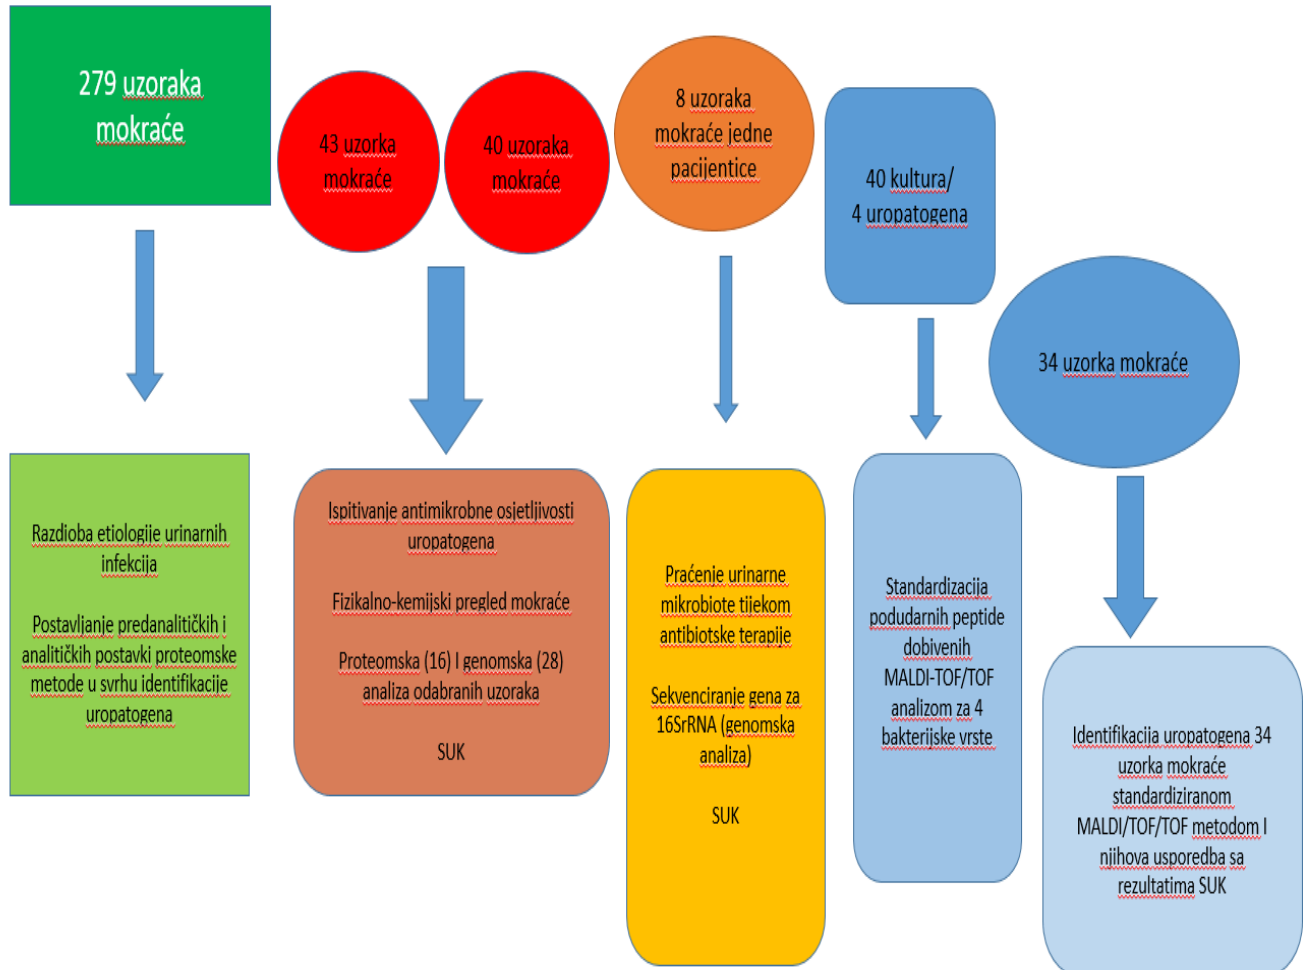 279 uzoraka
mokraće
43 uzorka
mokraće
40 uzoraka
mokraće
8 uzoraka
mokraće jedne
pacijentice
40 kultura/
4 uropatogena
34 uzorka mokraće
Razdioba etiologije urinarnih
infekcija
Postavljanje predanalitičkih i
analitičkih postavki proteomske
metode u svrhu identifikacije
uropatogena
Ispitivanje antimikrobne osjetljivosti
uropatogena
Fizikalno-kemijski pregled mokraće
Proteomska (16) I genomska (28)
analiza odabranih uzoraka
SUK
Praćenje urinarne
mikrobiote tijekom
antibiotske terapije
Sekvenciranje gena za
16SrRNA (genomska
analiza)
SUK
Standardizacija
podudarnih peptide
dobivenih
MALDI-TOF/TOF
analizom za 4
bakterijske vrste
Identifikacija uropatogena 34
uzorka mokraće
standardiziranom
MALDI/TOF/TOF metodom I
njihova usporedba sa
rezultatima SUK